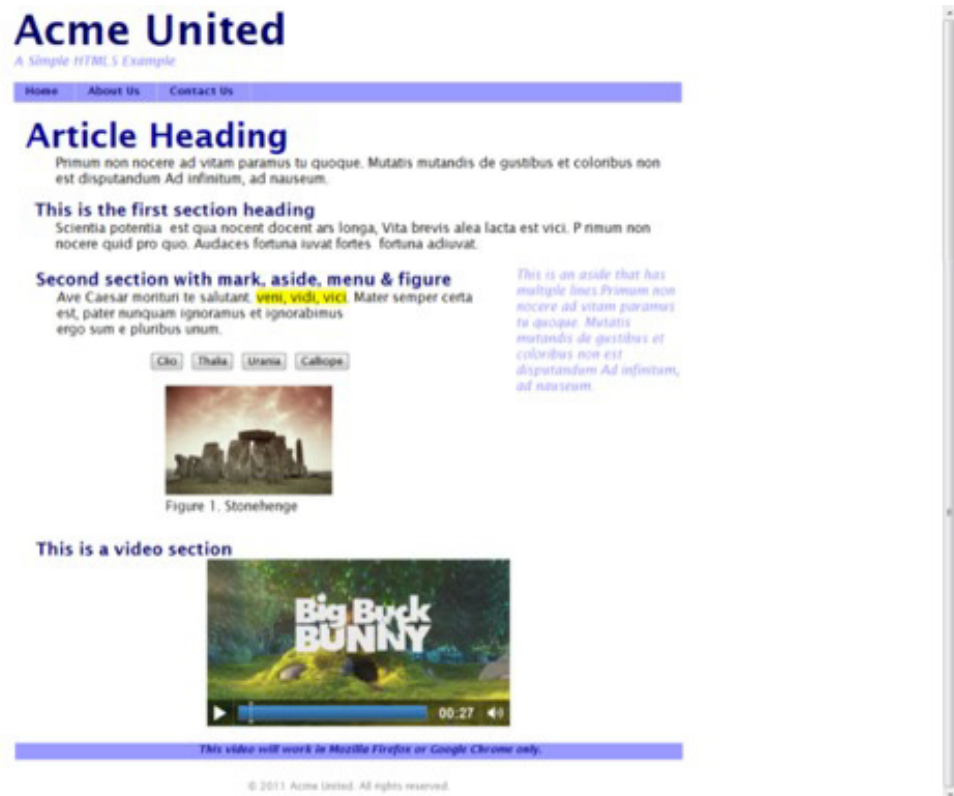 Acme United
A Simple HTML5 Example
Home About Us Contact Us
Article Heading
Primum non nocere ad vitam paramus tu quoque. Mutatis mutandis de gustibus et coloribus non
est disputandum Ad infinitum, ad nauseum.
This is the first section heading
Scientia potentia est qua nocent docent ars longa, Vita brevis alea lacta est vici. P rimum non
nocere quid pro quo. Audaces fortuna iuvat fortes fortuna adiuvat.
Second section with mark, aside, menu & figure
Ave Caesar morituri te salutant. veni, vidi, vici. Mater semper certa
est, pater nunquam ignoramus et ignorabimus
ergo sum e pluribus unum.
This is an aside that has
multiple lines.Primum non
nocere ad vitam paramus
tu quoque. Mutatis
mutandis de gustibus et
coloribus non est
disputandum Ad infinitum,
ad nauseum.
Clio Thalia Urania Calliope
Figure 1. Stonehenge
This is a video section
Big Buck
BUNNY
00:27
This video will work in Mozilla Firefox or Google Chrome only.
© 2011 Acme United. All rights reserved.